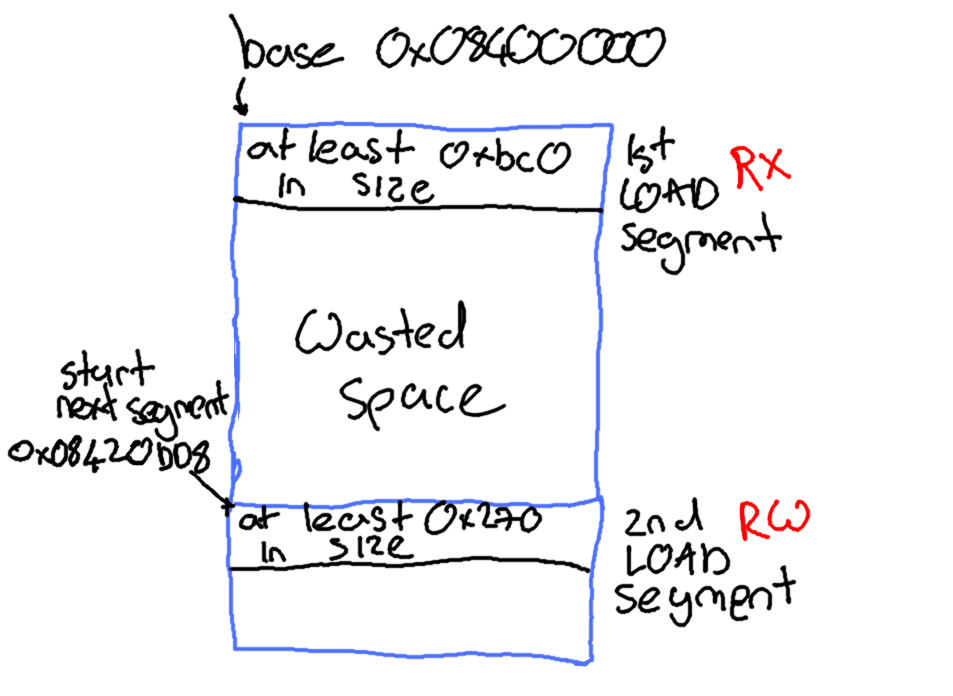 base 0x08400000
at least 0xbc0
in size
1st
LOAD
segment
RX
Wasted
space
start
next segment
0x08420DD8
at least 0x270
in size
2nd
LOAD
segment
RW